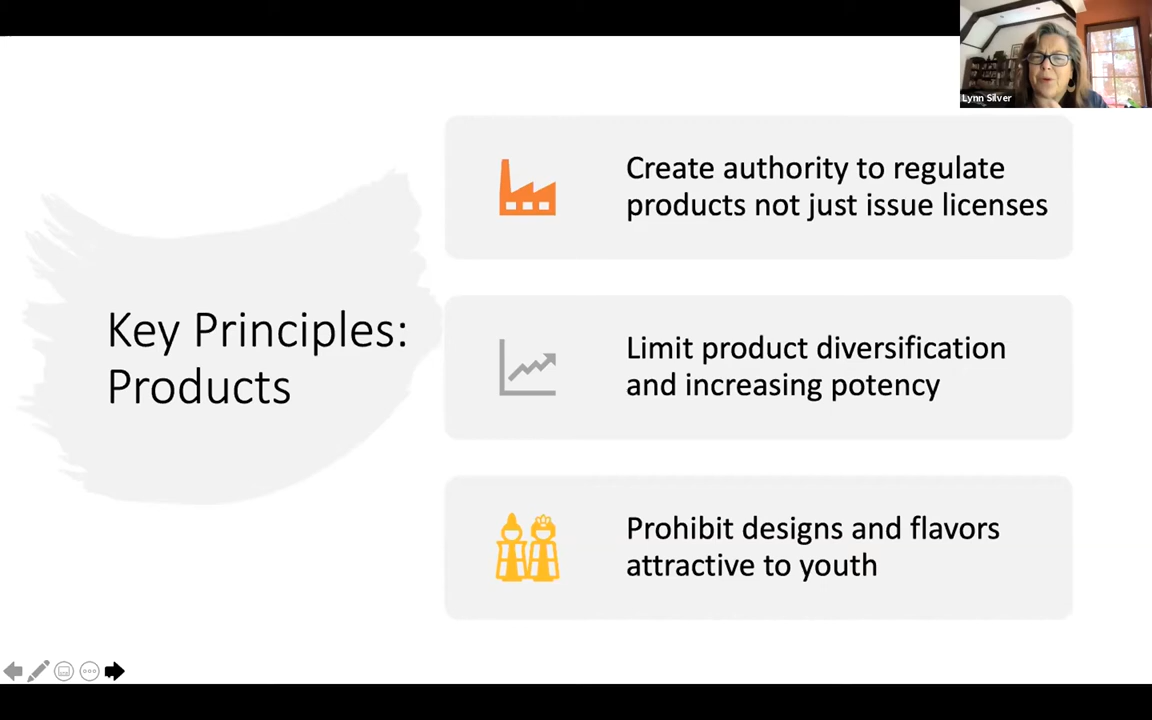 Lynn Silver
Key Principles:
Products
Create authority to regulate
products not just issue licenses
Limit product diversification
and increasing potency
Prohibit designs and flavors
attractive to youth